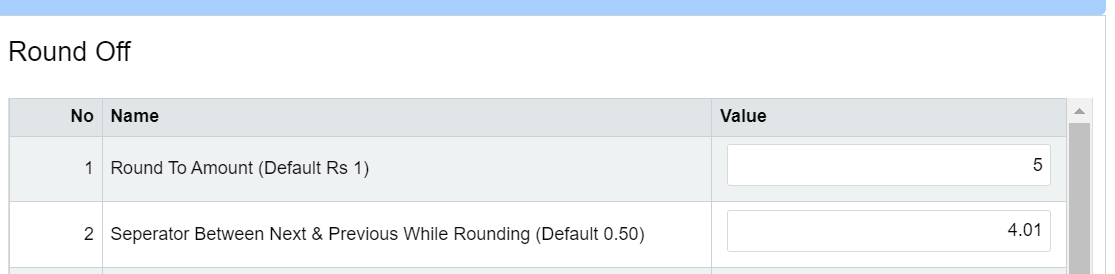 Round Off
No Name Value
1 Round To Amount (Default Rs 1) 5
2 Seperator Between Next & Previous While Rounding (Default 0.50) 4.01